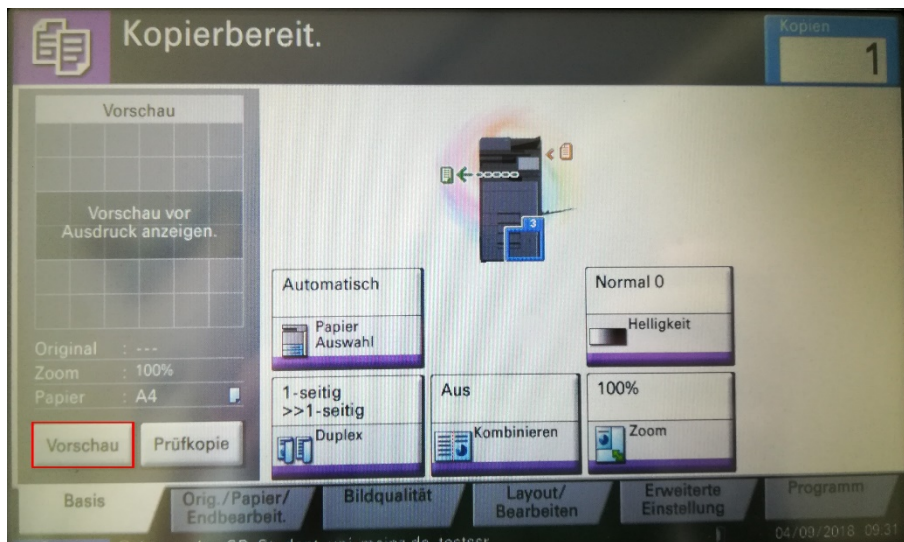 Kopierbereit.
Kopien
1
Vorschau
Vorschau vor
Ausdruck anzeigen.
Original : ---
Zoom : 100%
Papier : A4
Vorschau
Prüfkopie
3
Automatisch
Papier
Auswahl
Normal 0
Helligkeit
1-seitig
>>1-seitig
Duplex
Aus
Kombinieren
100%
Zoom
Basis
Orig./Papier/
Endbearbeit.
Bildqualität
Layout/
Bearbeiten
Erweiterte
Einstellung
Programm
04/09/2018 09:31